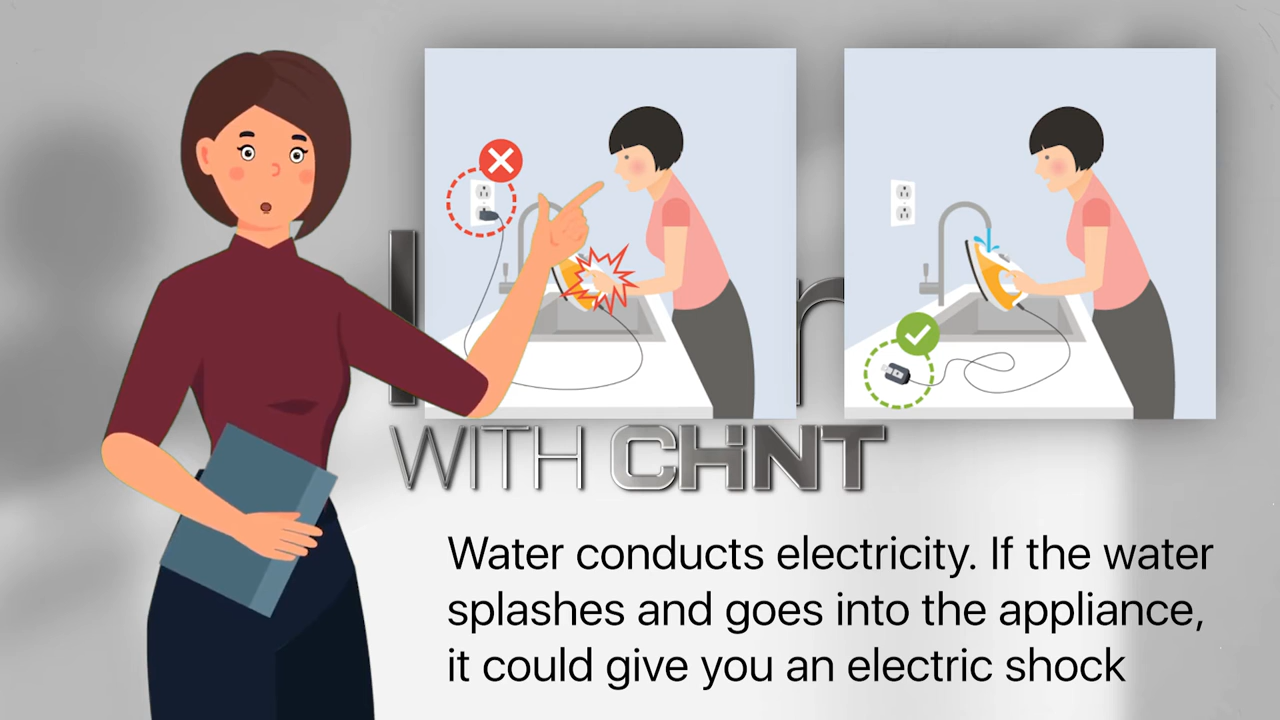 WITH CHINT
Water conducts electricity. If the water
splashes and goes into the appliance,
it could give you an electric shock